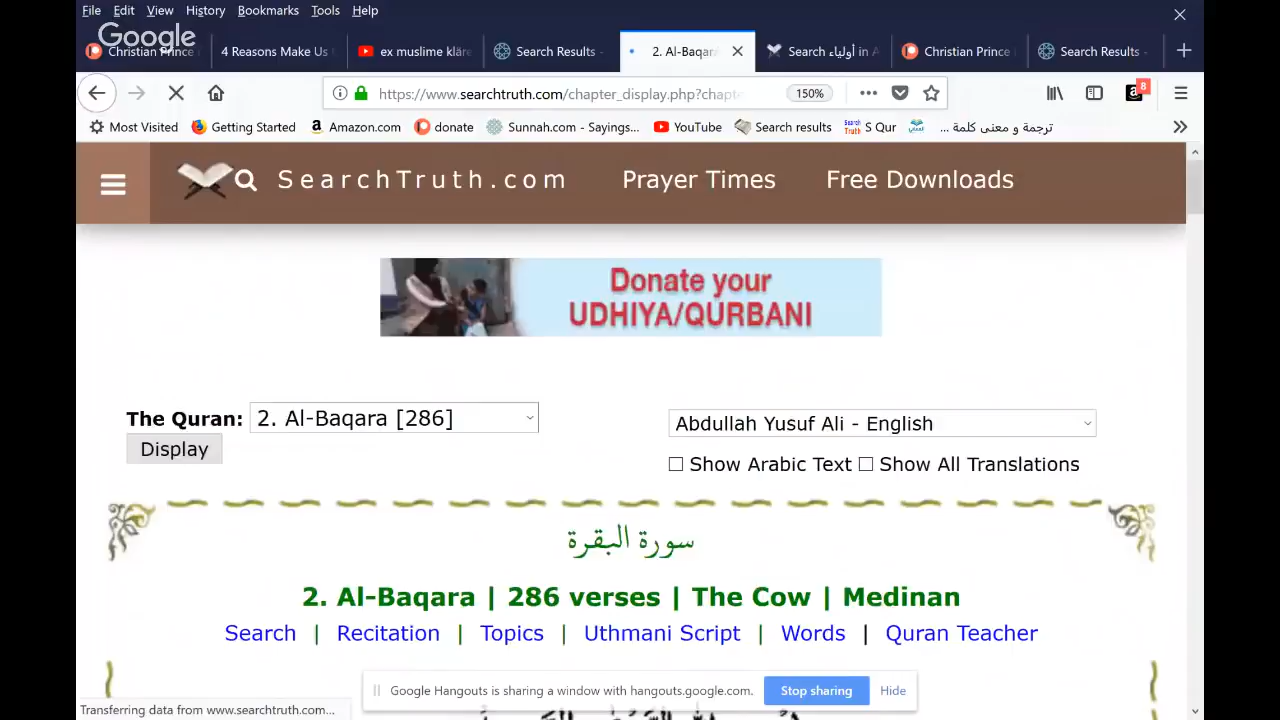 File Edit View History Bookmarks Tools Help
Google
Christian Prince
4 Reasons Make Us
ex muslime kläre
Search Results -
2. Al-Baqara
Search أولياء in A
Christian Prince
Search Results -
https://www.searchtruth.com/chapter_display.php?chapte
150%
8
Most Visited Getting Started Amazon.com donate Sunnah.com - Sayings... YouTube Search results S Qur ترجمة و معنى كلمة ...
SearchTruth.com Prayer Times Free Downloads
Donate your
UDHIYA/QURBANI
The Quran: 2. Al-Baqara [286]
Abdullah Yusuf Ali - English
Display
Show Arabic Text Show All Translations
سورة البقرة
2. Al-Baqara | 286 verses | The Cow | Medinan
Search | Recitation | Topics | Uthmani Script | Words | Quran Teacher
Google Hangouts is sharing a window with hangouts.google.com. Stop sharing Hide
Transferring data from www.searchtruth.com...